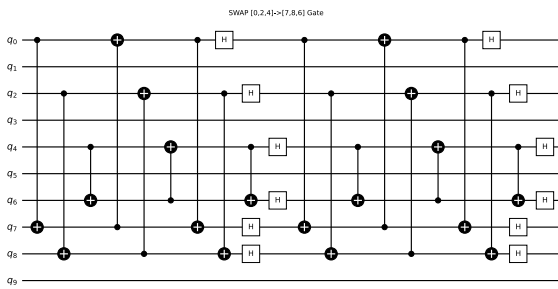 SWAP [0,2,4]->[7,8,6] Gate
q0 H H
q1
q2 H H
q3
q4 H H
q5
q6 H H
q7 H H
q8 H H
q9